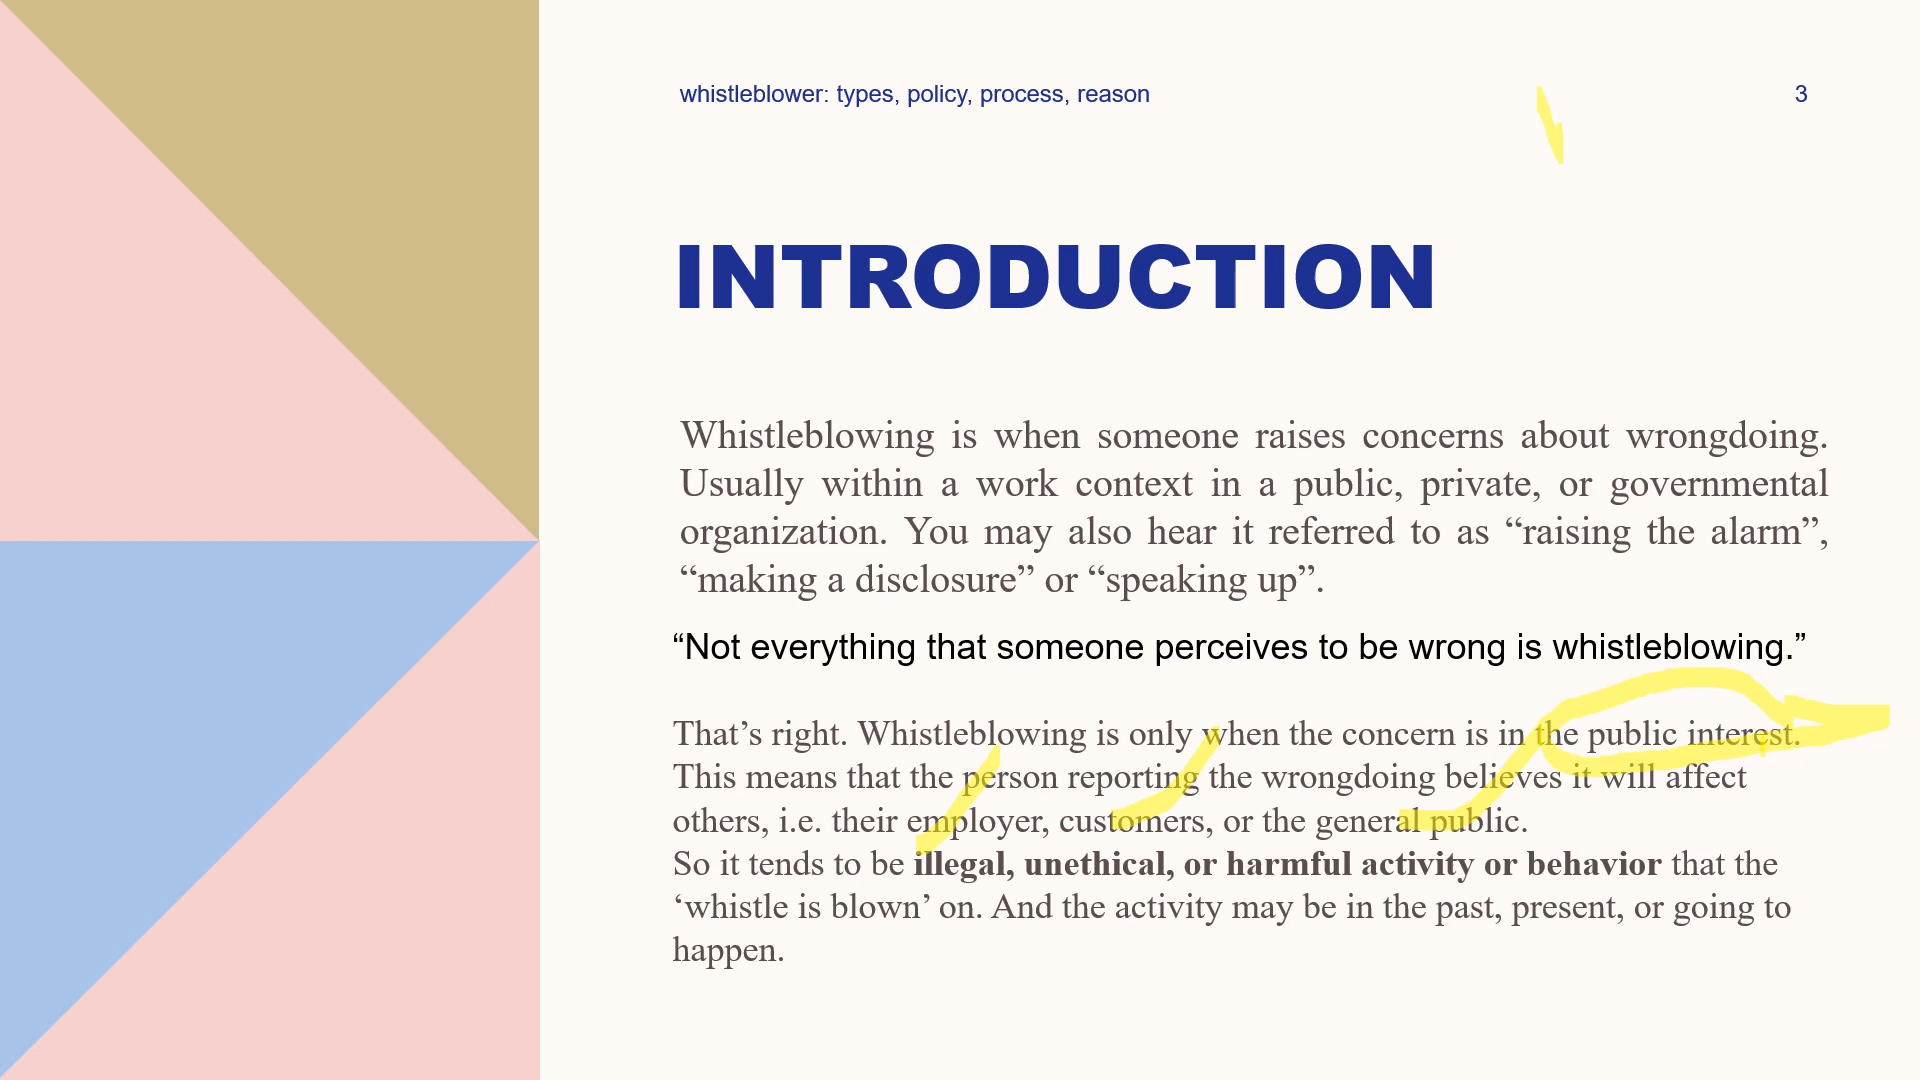 whistleblower: types, policy, process, reason
3
INTRODUCTION
Whistleblowing is when someone raises concerns about wrongdoing.
Usually within a work context in a public, private, or governmental
organization. You may also hear it referred to as “raising the alarm”,
“making a disclosure” or “speaking up”.
“Not everything that someone perceives to be wrong is whistleblowing.”
That’s right. Whistleblowing is only when the concern is in the public interest.
This means that the person reporting the wrongdoing believes it will affect
others, i.e. their employer, customers, or the general public.
So it tends to be illegal, unethical, or harmful activity or behavior that the
‘whistle is blown’ on. And the activity may be in the past, present, or going to
happen.